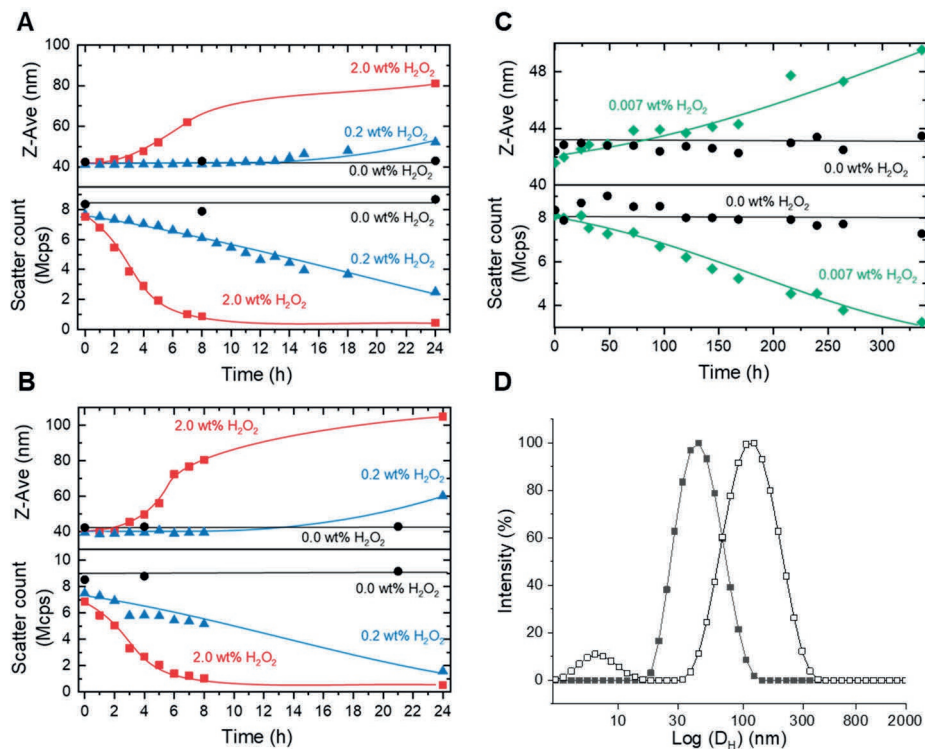 A
Z-Ave (nm)
100
80
60
40
2.0 wt% H₂O₂
0.2 wt% H₂O₂
0.0 wt% H₂O₂
Scatter count
(Mcps)
10
8
6
4
2
0
0.0 wt% H₂O₂
0.2 wt% H₂O₂
2.0 wt% H₂O₂
0 2 4 6 8 10 12 14 16 18 20 22 24
Time (h)
B
Z-Ave (nm)
100
80
60
40
2.0 wt% H₂O₂
0.2 wt% H₂O₂
0.0 wt% H₂O₂
Scatter count
(Mcps)
10
8
6
4
2
0
0.0 wt% H₂O₂
0.2 wt% H₂O₂
2.0 wt% H₂O₂
0 2 4 6 8 10 12 14 16 18 20 22 24
Time (h)
C
Z-Ave (nm)
48
44
40
0.007 wt% H₂O₂
0.0 wt% H₂O₂
Scatter count
(Mcps)
8
6
4
0.0 wt% H₂O₂
0.007 wt% H₂O₂
0 50 100 150 200 250 300
Time (h)
D
Intensity (%)
100
80
60
40
20
0
10 30 100 300 800 2000
Log (D_H) (nm)